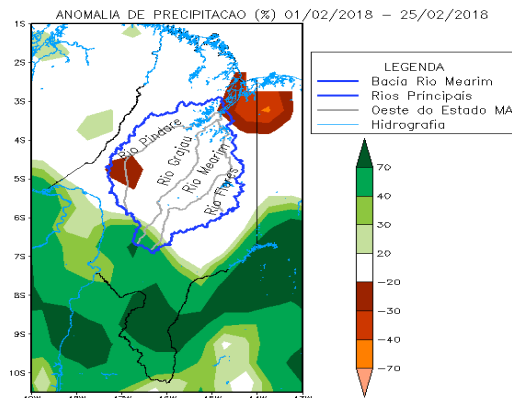 ANOMALIA DE PRECIPITACAO (%) 01/02/2018 – 25/02/2018
LEGENDA
Bacia Rio Mearim
Rios Principais
Oeste do Estado MA
Hidrografia
1S
2S
3S
4S
5S
6S
7S
8S
9S
10S
Rio Pindare
Rio Grajau
Rio Mearim
Rio Flores
70
40
30
20
−20
−30
−40
−70